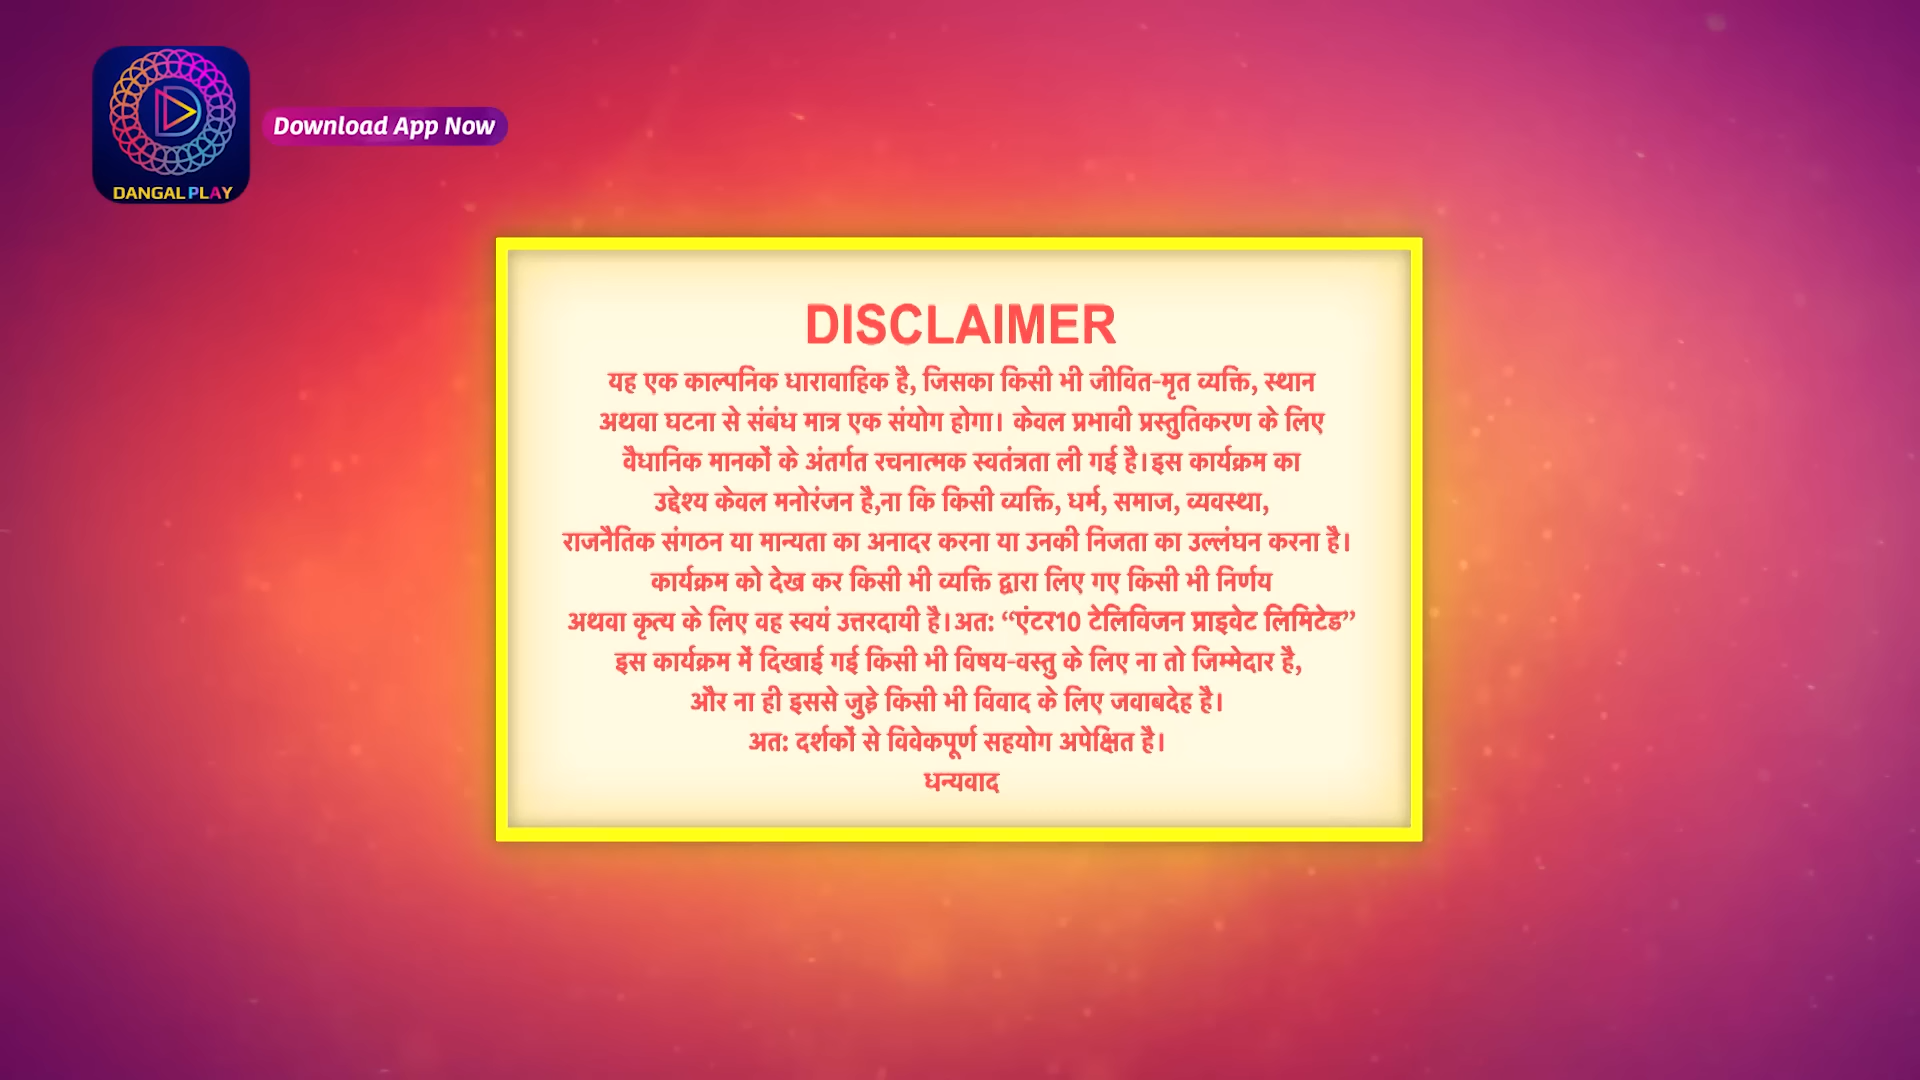 DANGAL PLAY
Download App Now
DISCLAIMER
यह एक काल्पनिक धारावाहिक है, जिसका किसी भी जीवित-मृत व्यक्ति, स्थान
अथवा घटना से संबंध मात्र एक संयोग होगा। केवल प्रभावी प्रस्तुतिकरण के लिए
वैधानिक मानकों के अंतर्गत रचनात्मक स्वतंत्रता ली गई है।इस कार्यक्रम का
उद्देश्य केवल मनोरंजन है,ना कि किसी व्यक्ति, धर्म, समाज, व्यवस्था,
राजनैतिक संगठन या मान्यता का अनादर करना या उनकी निजता का उल्लंघन करना है।
कार्यक्रम को देख कर किसी भी व्यक्ति द्वारा लिए गए किसी भी निर्णय
अथवा कृत्य के लिए वह स्वयं उत्तरदायी है।अत: “एंटर10 टेलिविजन प्राइवेट लिमिटेड”
इस कार्यक्रम में दिखाई गई किसी भी विषय-वस्तु के लिए ना तो जिम्मेदार है,
और ना ही इससे जुड़े किसी भी विवाद के लिए जवाबदेह है।
अत: दर्शकों से विवेकपूर्ण सहयोग अपेक्षित है।
धन्यवाद